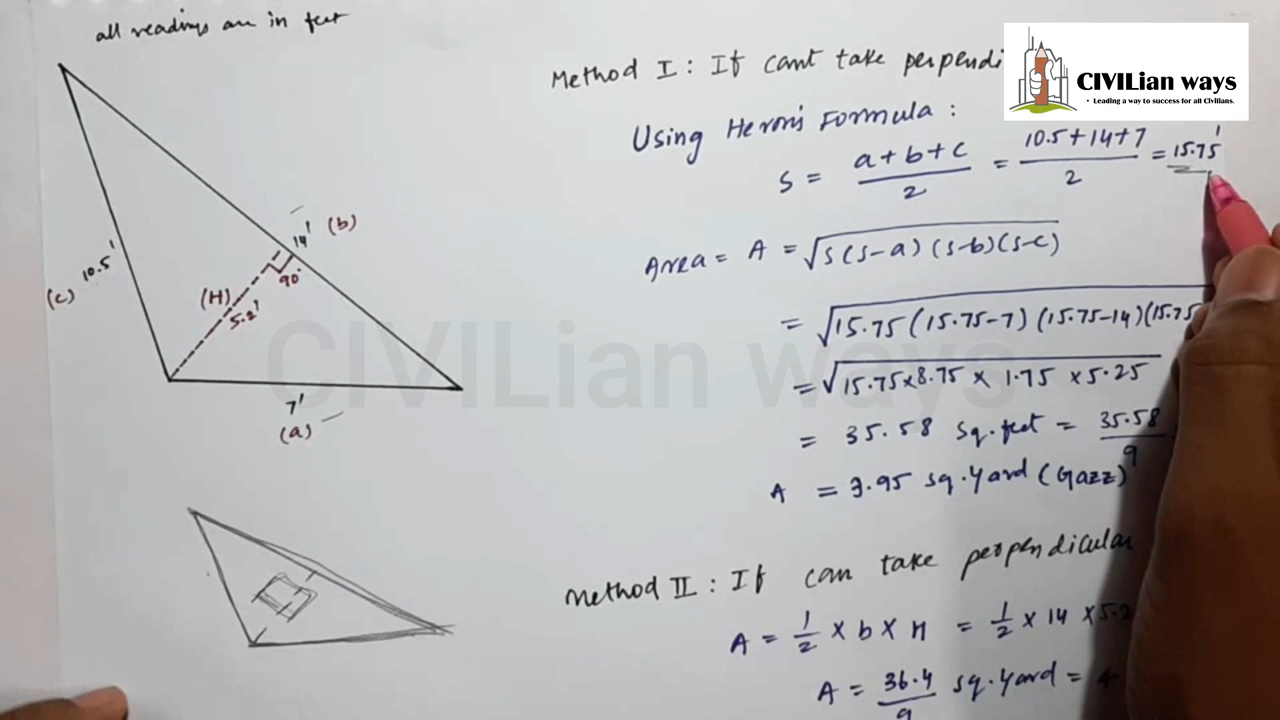 all readings are in feet
CIVILian ways
• Leading a way to success for all Civilians.
Method I : If cant take
Using Heron's Formula :
S = a+b+c/2 = 10.5+14+7/2 = 15.75'
Area = A = √s(s-a)(s-b)(s-c)
= √15.75(15.75-7)(15.75-14)(15.75
= √15.75×8.75×1.75×5.25
= 35.58 sq.feet = 35.58/9
A = 3.95 sq.yard (Gazz)
Method II : If can take perpendicular
A = 1/2 × b × H = 1/2 × 14 × 5.2
A = 36.4/9 sq.yard =
14' (b)
90°
(H)
5.2'
(c) 10.5'
7'
(a)
CIVILian ways